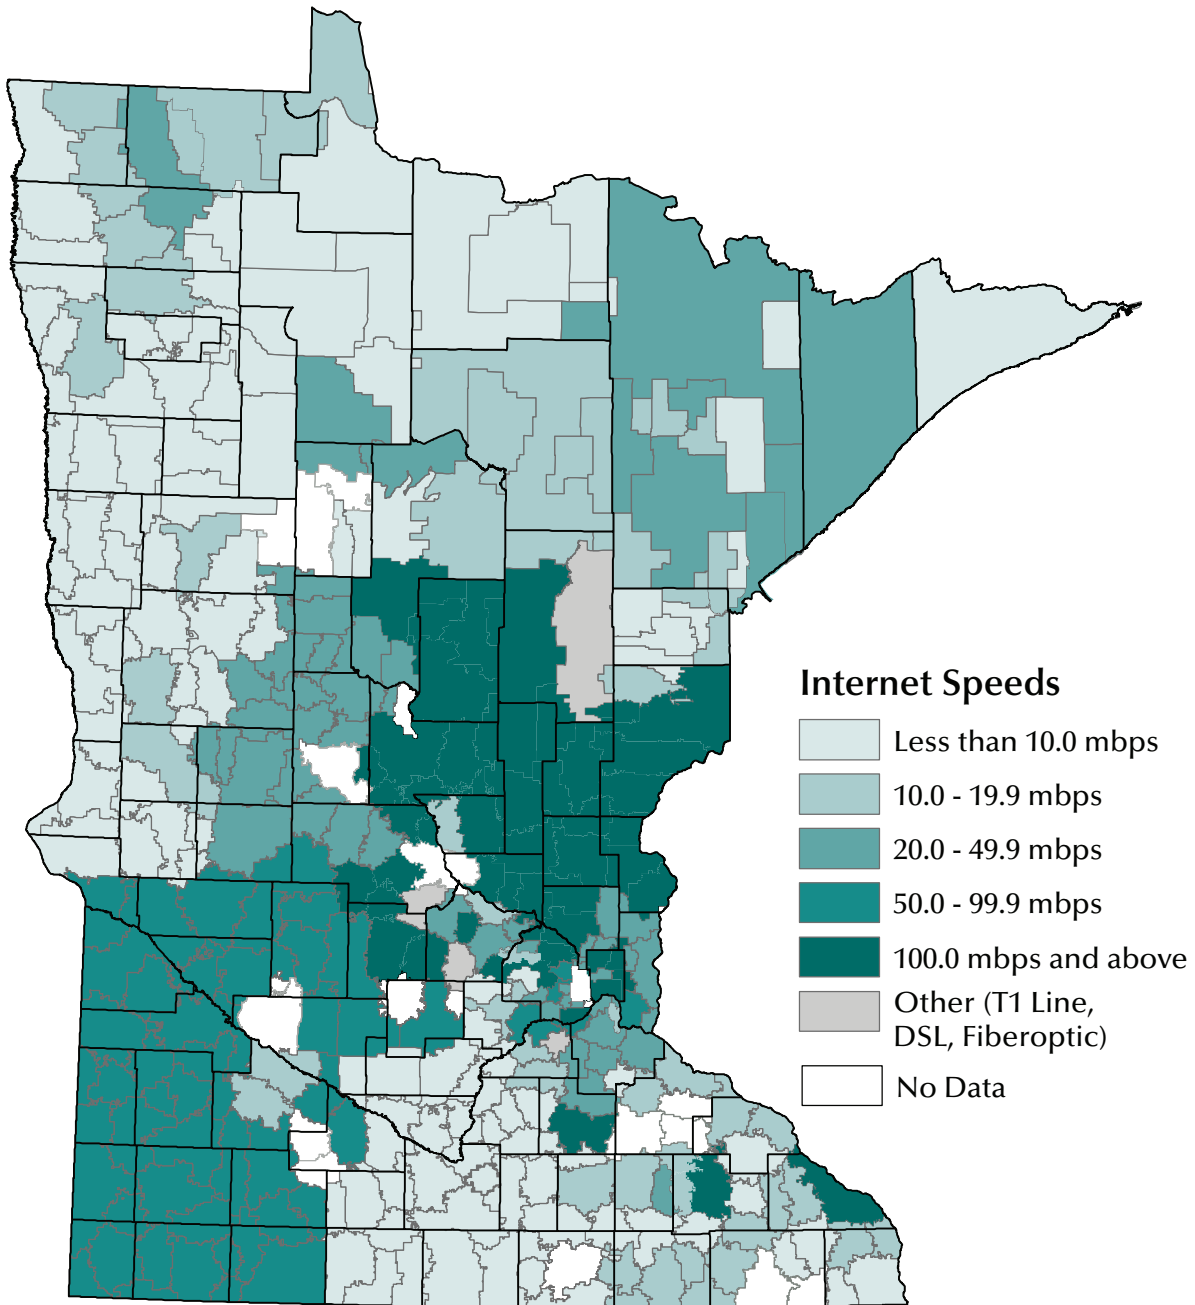 Internet Speeds
Less than 10.0 mbps
10.0 - 19.9 mbps
20.0 - 49.9 mbps
50.0 - 99.9 mbps
100.0 mbps and above
Other (T1 Line,
DSL, Fiberoptic)
No Data